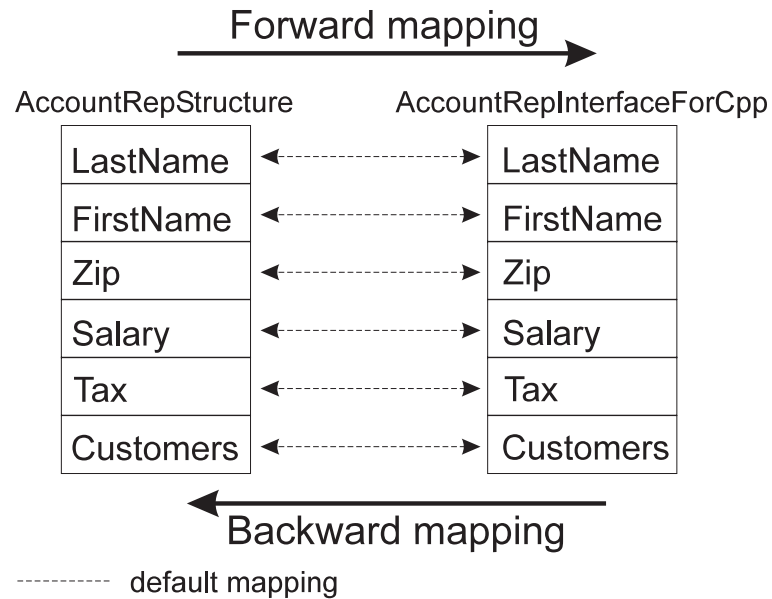 Forward mapping
AccountRepStructure AccountRepInterfaceForCpp
LastName LastName
FirstName FirstName
Zip Zip
Salary Salary
Tax Tax
Customers Customers
Backward mapping
default mapping